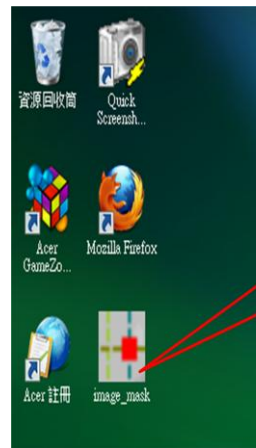 資源回收筒
Quick
Screensh...
Acer
GameZo...
Mozilla Firefox
Acer 註冊
image_mask